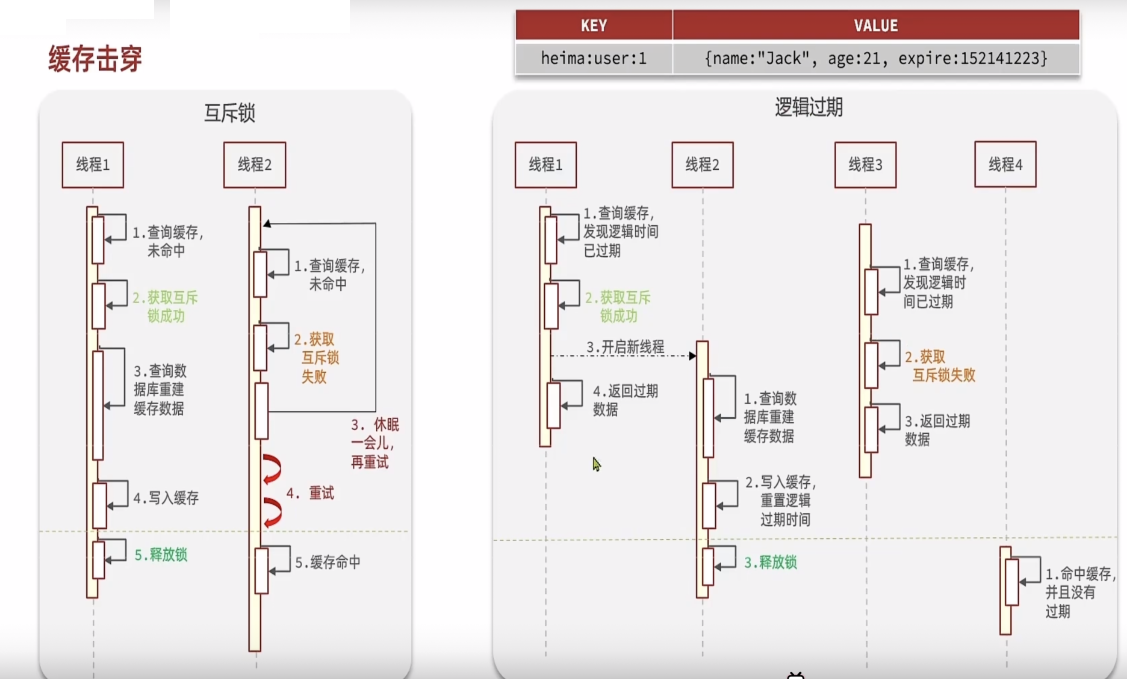 缓存击穿
KEY VALUE
heima:user:1 {name:"Jack", age:21, expire:152141223}
互斥锁
线程1
线程2
1.查询缓存，
未命中
2.获取互斥
锁成功
3.查询数
据库重建
缓存数据
4.写入缓存
5.释放锁
1.查询缓存，
未命中
2.获取
互斥锁
失败
3. 休眠
一会儿，
再重试
4. 重试
5.缓存命中
逻辑过期
线程1
线程2
线程3
线程4
1.查询缓存，
发现逻辑时间
已过期
2.获取互斥
锁成功
3.开启新线程
4.返回过期
数据
1.查询数
据库重建
缓存数据
2.写入缓存，
重置逻辑
过期时间
3.释放锁
1.查询缓存，
发现逻辑时
间已过期
2.获取
互斥锁失败
3.返回过期
数据
1.命中缓存，
并且没有
过期